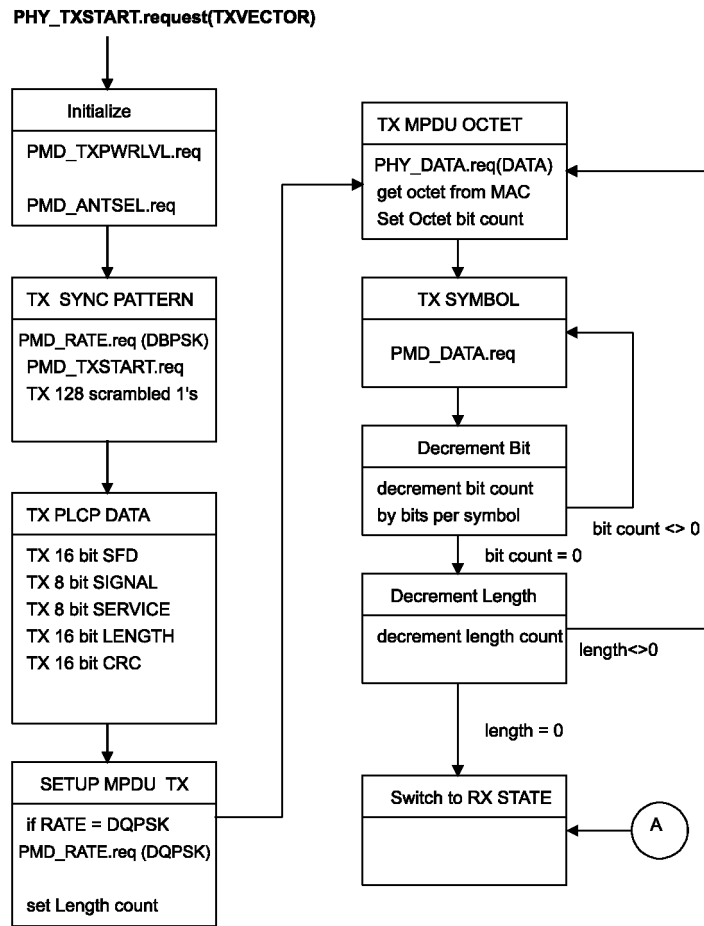 PHY_TXSTART.request(TXVECTOR)
Initialize
PMD_TXPWRLVL.req
PMD_ANTSEL.req
TX SYNC PATTERN
PMD_RATE.req (DBPSK)
PMD_TXSTART.req
TX 128 scrambled 1's
TX PLCP DATA
TX 16 bit SFD
TX 8 bit SIGNAL
TX 8 bit SERVICE
TX 16 bit LENGTH
TX 16 bit CRC
SETUP MPDU TX
if RATE = DQPSK
PMD_RATE.req (DQPSK)
set Length count
TX MPDU OCTET
PHY_DATA.req(DATA)
get octet from MAC
Set Octet bit count
TX SYMBOL
PMD_DATA.req
Decrement Bit
decrement bit count
by bits per symbol
bit count <> 0
bit count = 0
Decrement Length
decrement length count
length<>0
length = 0
Switch to RX STATE
A